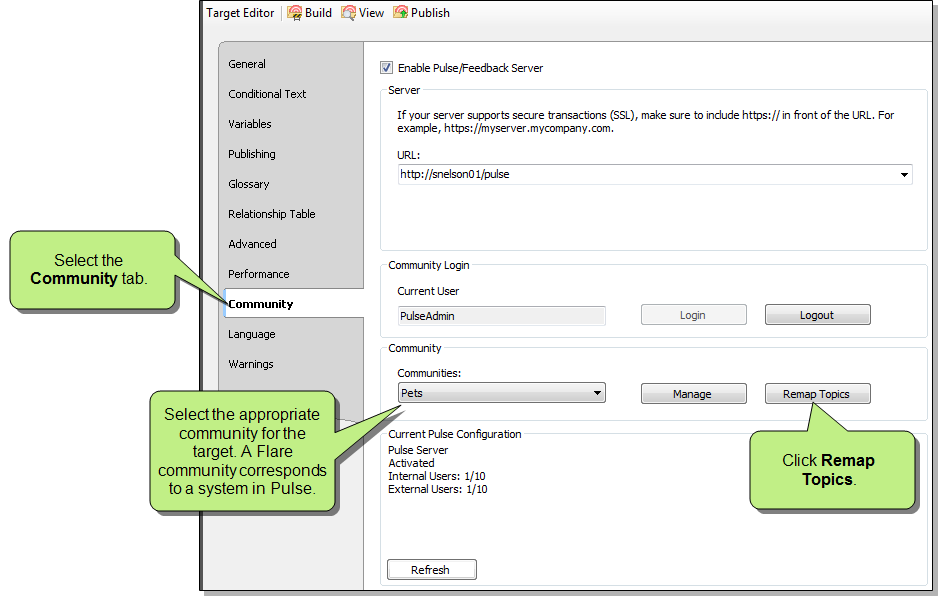 Target Editor Build View Publish
General
Conditional Text
Variables
Publishing
Glossary
Relationship Table
Advanced
Performance
Community
Language
Warnings
Select the
Community tab.
Enable Pulse/Feedback Server
Server
If your server supports secure transactions (SSL), make sure to include https:// in front of the URL. For
example, https://myserver.mycompany.com.
URL:
http://snelson01/pulse
Community Login
Current User
PulseAdmin Login Logout
Community
Communities:
Pets Manage Remap Topics
Select the appropriate
community for the
target. A Flare
community corresponds
to a system in Pulse.
Click Remap
Topics.
Current Pulse Configuration
Pulse Server
Activated
Internal Users: 1/10
External Users: 1/10
Refresh